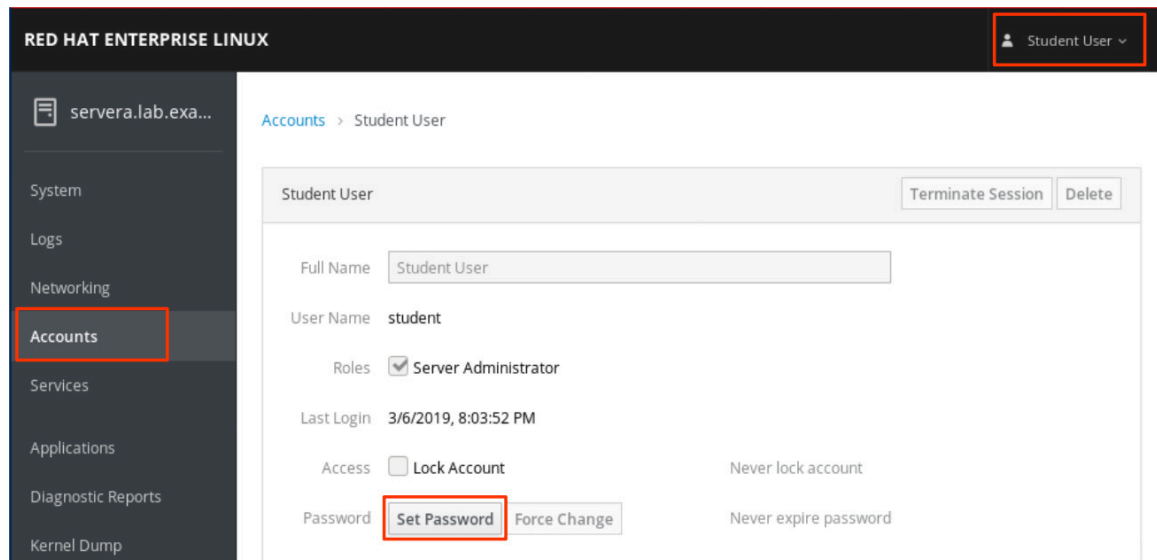 RED HAT ENTERPRISE LINUX
Student User
servera.lab.exa...
Accounts > Student User
System
Student User
Terminate Session
Delete
Logs
Full Name Student User
Networking
User Name student
Accounts
Roles Server Administrator
Services
Last Login 3/6/2019, 8:03:52 PM
Applications
Access Lock Account Never lock account
Diagnostic Reports
Password Set Password Force Change Never expire password
Kernel Dump